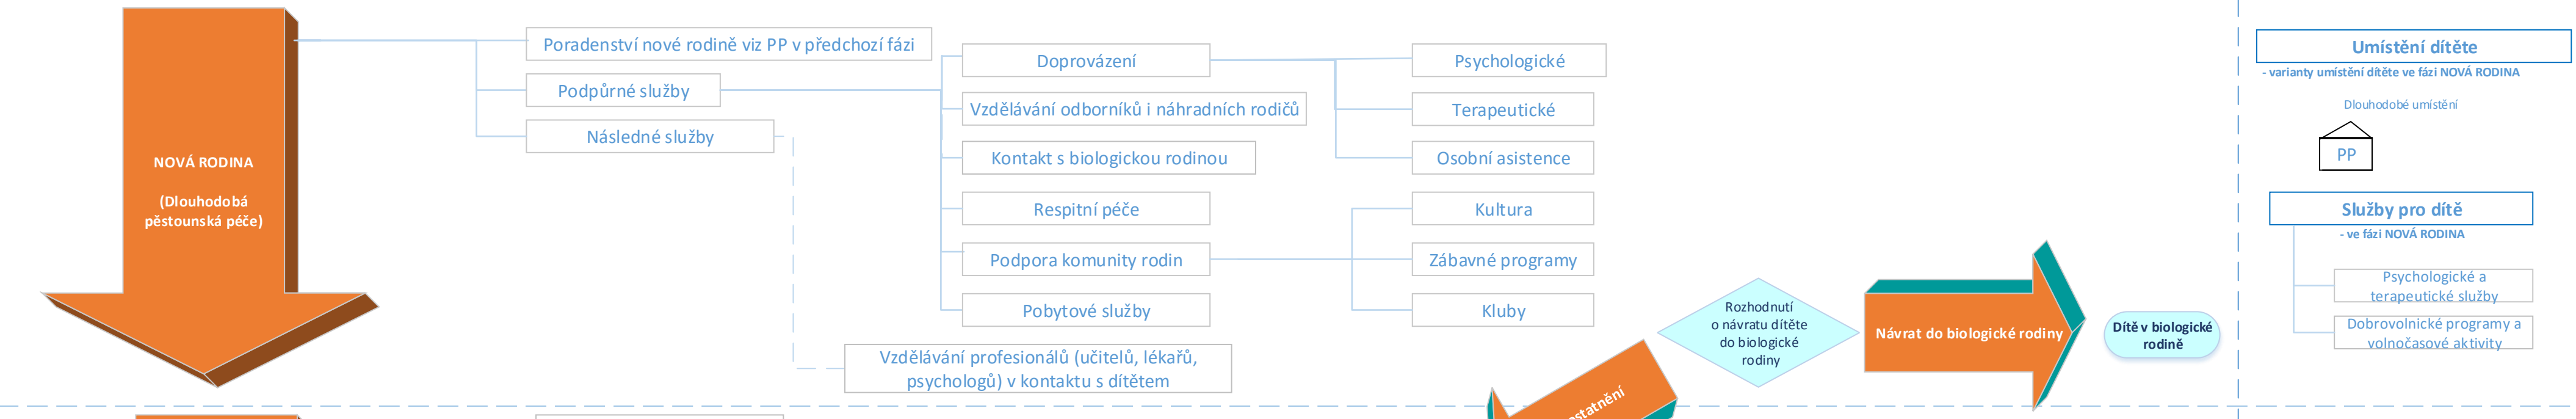 NOVÁ RODINA
(Dlouhodobá
pěstounská péče)
Poradenství nové rodině viz PP v předchozí fázi
Podpůrné služby
Následné služby
Doprovázení
Vzdělávání odborníků i náhradních rodičů
Kontakt s biologickou rodinou
Respitní péče
Podpora komunity rodin
Pobytové služby
Vzdělávání profesionálů (učitelů, lékařů,
psychologů) v kontaktu s dítětem
Psychologické
Terapeutické
Osobní asistence
Kultura
Zábavné programy
Kluby
Rozhodnutí
o návratu dítěte
do biologické
rodiny
Návrat do biologické rodiny
Dítě v biologické
rodině
Umístění dítěte
- varianty umístění dítěte ve fázi NOVÁ RODINA
Dlouhodobé umístění
PP
Služby pro dítě
- ve fázi NOVÁ RODINA
Psychologické a
terapeutické služby
Dobrovolnické programy a
volnočasové aktivity